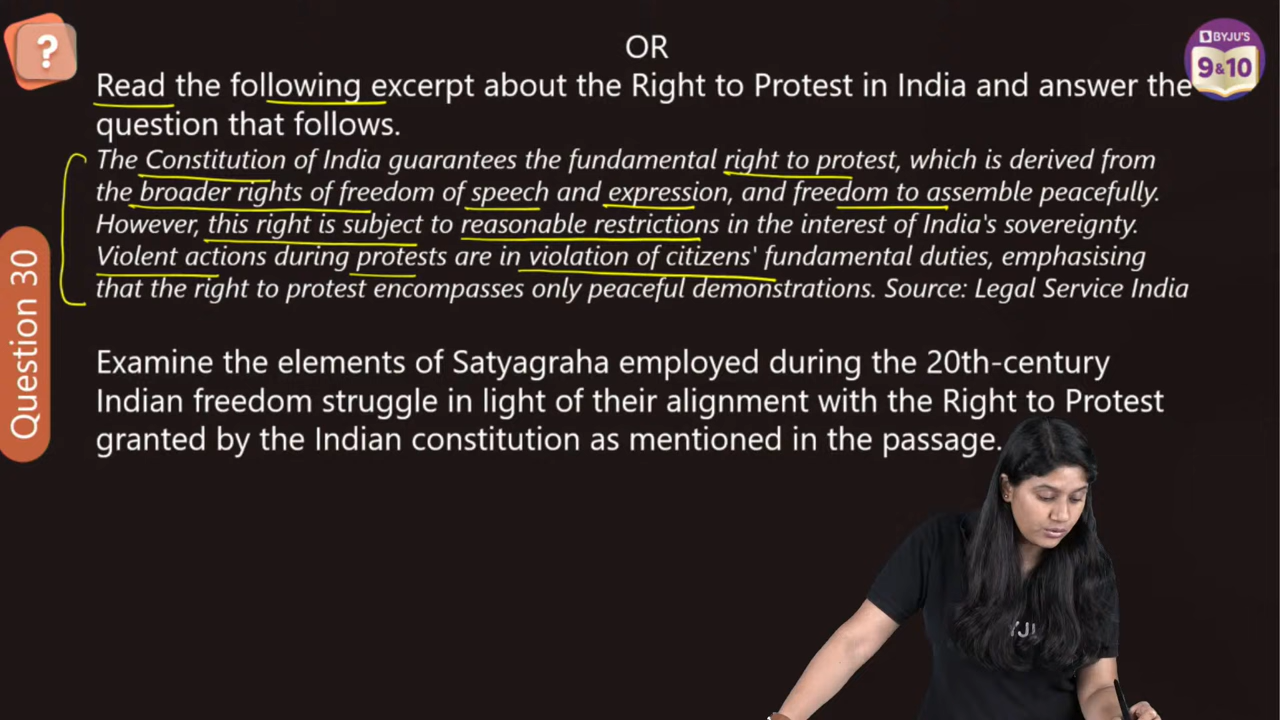 ?
OR
BYJU'S
9&10
Read the following excerpt about the Right to Protest in India and answer the
question that follows.
The Constitution of India guarantees the fundamental right to protest, which is derived from
the broader rights of freedom of speech and expression, and freedom to assemble peacefully.
However, this right is subject to reasonable restrictions in the interest of India's sovereignty.
Violent actions during protests are in violation of citizens' fundamental duties, emphasising
that the right to protest encompasses only peaceful demonstrations. Source: Legal Service India
Question 30
Examine the elements of Satyagraha employed during the 20th-century
Indian freedom struggle in light of their alignment with the Right to Protest
granted by the Indian constitution as mentioned in the passage.